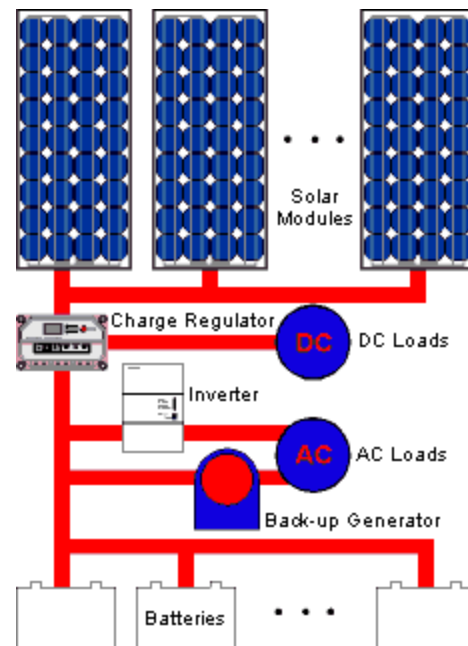 Solar
Modules
Charge Regulator
DC
DC Loads
Inverter
AC
AC Loads
Back-up Generator
Batteries